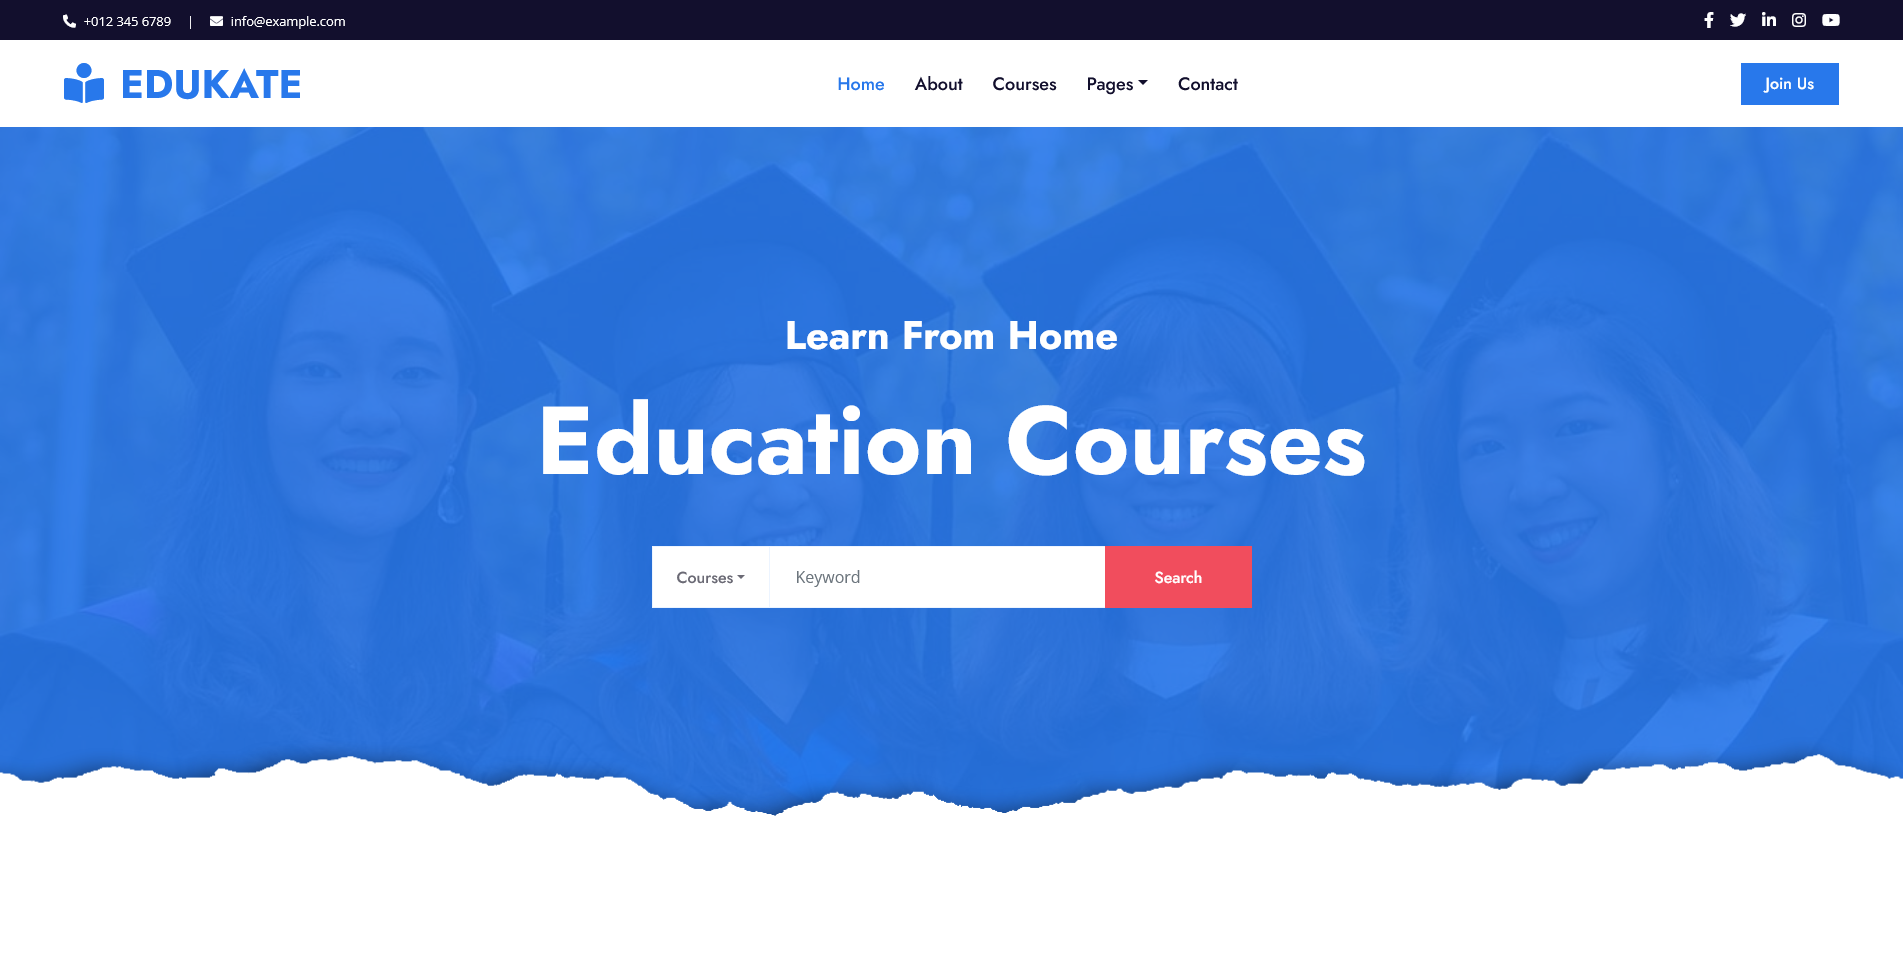 +012 345 6789 | info@example.com
EDUKATE Home About Courses Pages Contact Join Us
Learn From Home
Education Courses
Courses Keyword Search